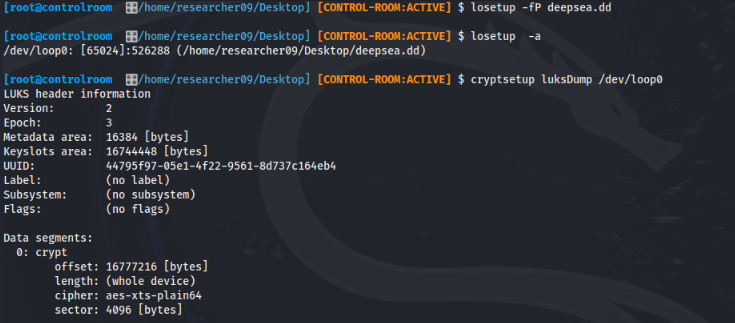 [root@controlroom 🎛️/home/researcher09/Desktop] [CONTROL-ROOM:ACTIVE] $ losetup -fP deepsea.dd
[root@controlroom 🎛️/home/researcher09/Desktop] [CONTROL-ROOM:ACTIVE] $ losetup  -a
/dev/loop0: [65024]:526288 (/home/researcher09/Desktop/deepsea.dd)
[root@controlroom 🎛️/home/researcher09/Desktop] [CONTROL-ROOM:ACTIVE] $ cryptsetup luksDump /dev/loop0
LUKS header information
Version:        2
Epoch:          3
Metadata area:  16384 [bytes]
Keyslots area:  16744448 [bytes]
UUID:           44795f97-05e1-4f22-9561-8d737c164eb4
Label:          (no label)
Subsystem:      (no subsystem)
Flags:          (no flags)
Data segments:
  0: crypt
        offset: 16777216 [bytes]
        length: (whole device)
        cipher: aes-xts-plain64
        sector: 4096 [bytes]